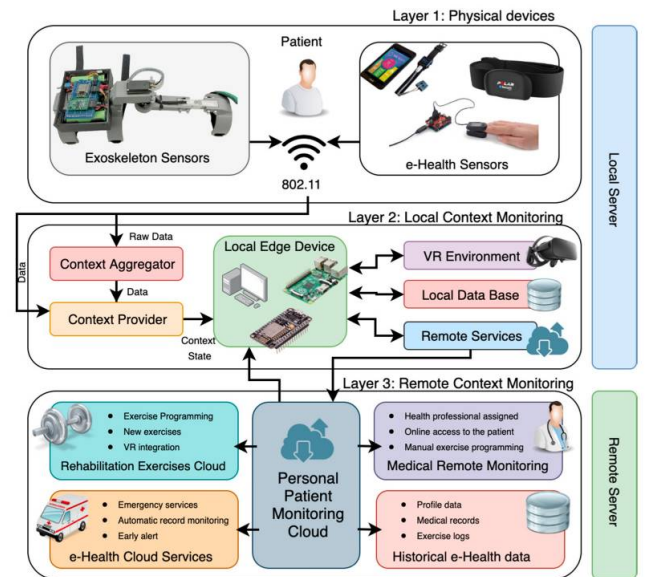 Layer 1: Physical devices
Patient
Exoskeleton Sensors
802.11
POLAR
e-Health Sensors
Local Server
Layer 2: Local Context Monitoring
Raw Data
Data
Context Aggregator
Data
Context Provider
Context
State
Local Edge Device
VR Environment
Local Data Base
Remote Services
Layer 3: Remote Context Monitoring
Remote Server
• Exercise Programming
• New exercises
• VR integration
Rehabilitation Exercises Cloud
• Emergency services
• Automatic record monitoring
• Early alert
e-Health Cloud Services
Personal
Patient
Monitoring
Cloud
• Health professional assigned
• Online access to the patient
• Manual exercise programming
Medical Remote Monitoring
• Profile data
• Medical records
• Exercise logs
Historical e-Health data